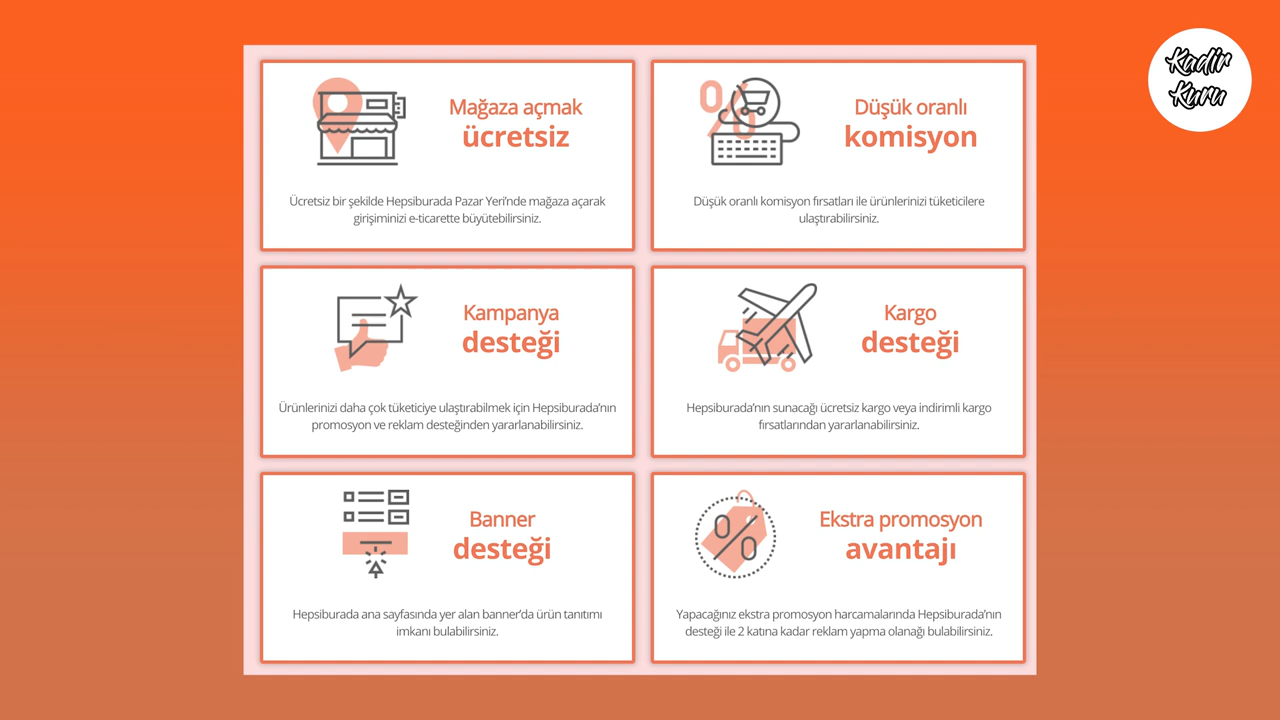 Kadir
Kuru
Mağaza açmak
ücretsiz
Ücretsiz bir şekilde Hepsiburada Pazar Yeri'nde mağaza açarak
girişiminizi e-ticarette büyütebilirsiniz.
Düşük oranlı
komisyon
Düşük oranlı komisyon fırsatları ile ürünlerinizi tüketicilere
ulaştırabilirsiniz.
Kampanya
desteği
Ürünlerinizi daha çok tüketiciye ulaştırabilmek için Hepsiburada'nın
promosyon ve reklam desteğinden yararlanabilirsiniz.
Kargo
desteği
Hepsiburada'nın sunacağı ücretsiz kargo veya indirimli kargo
fırsatlarından yararlanabilirsiniz.
Banner
desteği
Hepsiburada ana sayfasında yer alan banner'da ürün tanıtımı
imkanı bulabilirsiniz.
Ekstra promosyon
avantajı
Yapacağınız ekstra promosyon harcamalarında Hepsiburada'nın
desteği ile 2 katına kadar reklam yapma olanağı bulabilirsiniz.